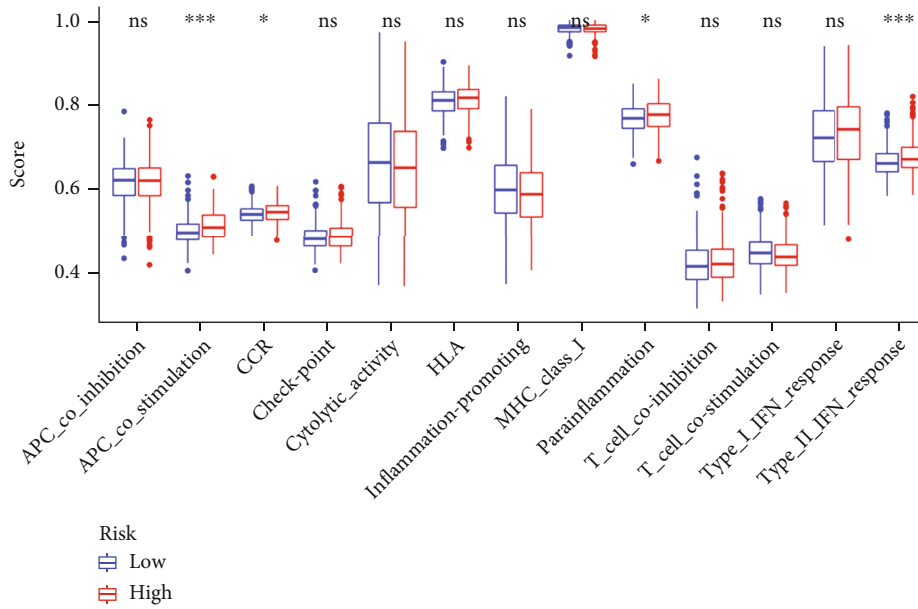 ns *** * ns ns ns ns ns * ns ns ns ***
1.0
0.8
0.6
0.4
Score
APC_co_inhibition
APC_co_stimulation
CCR
Check-point
Cytolytic_activity
HLA
Inflammation-promoting
MHC_class_I
Parainflammation
T_cell_co-inhibition
T_cell_co-stimulation
Type_I_IFN_response
Type_II_IFN_response
Risk
Low
High